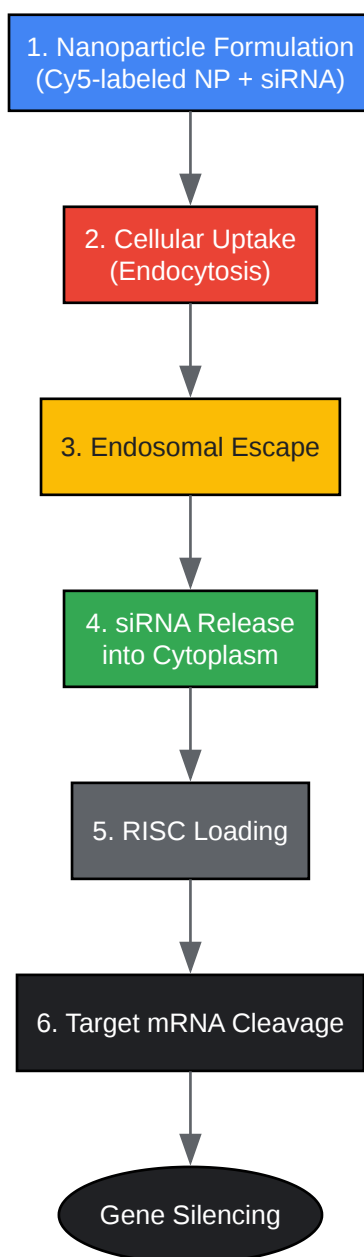 1. Nanoparticle Formulation
(Cy5-labeled NP + siRNA)
2. Cellular Uptake
(Endocytosis)
3. Endosomal Escape
4. siRNA Release
into Cytoplasm
5. RISC Loading
6. Target mRNA Cleavage
Gene Silencing